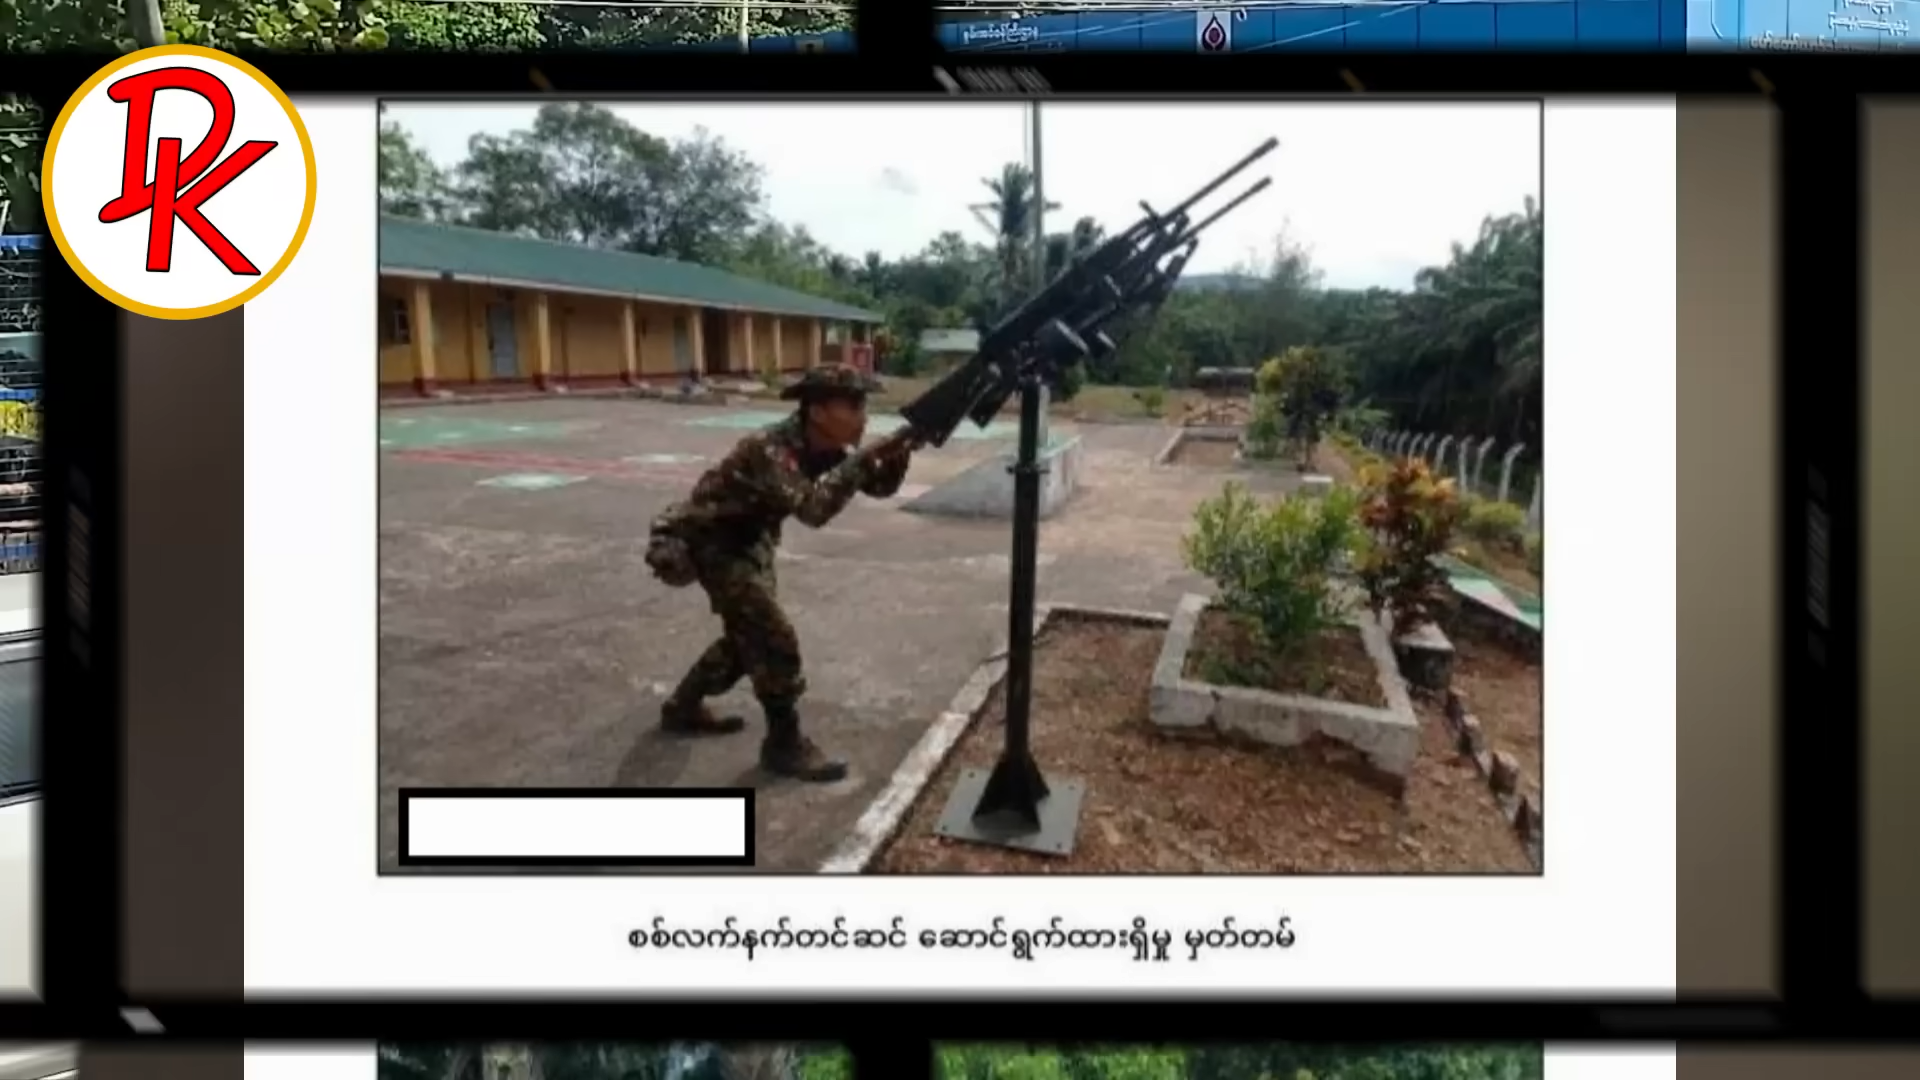 DK
စစ်လက်နက်တင်ဆင် ဆောင်ရွက်ထားရှိမှု မှတ်တမ်